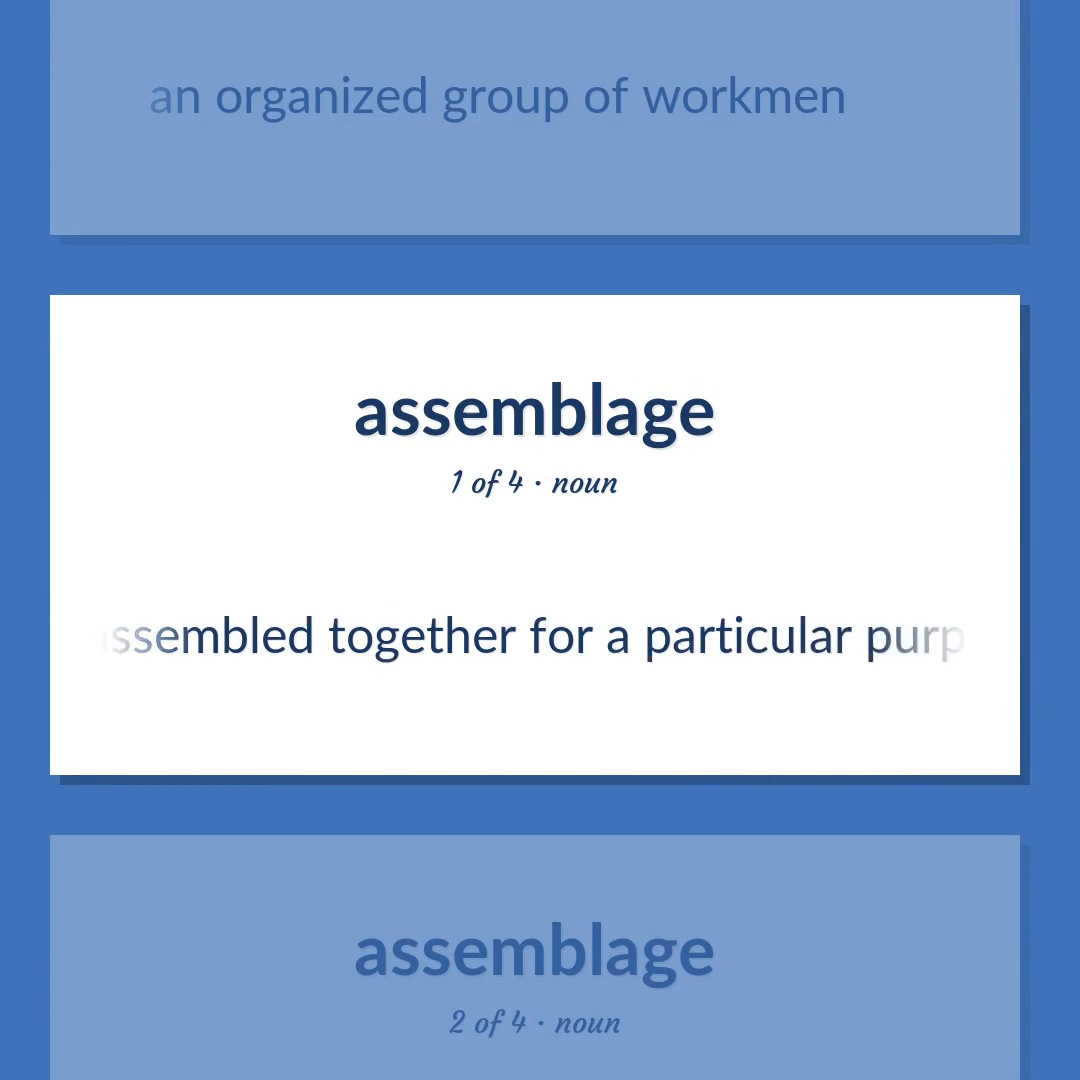 an organized group of workmen
assemblage
1 of 4 · noun
assembled together for a particular purp
assemblage
2 of 4 · noun